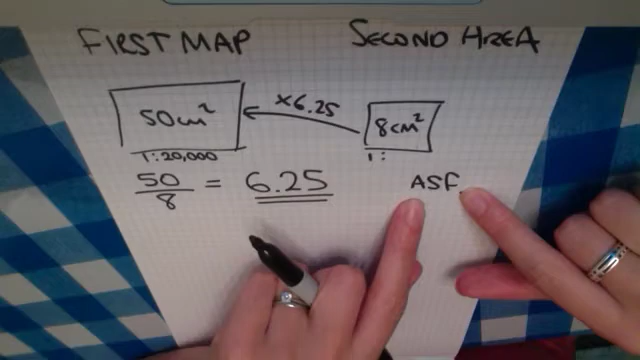 FIRST MAP
SECOND AREA
50cm²
×6.25
8cm²
1:20,000
1:
50/8 = 6.25
ASF